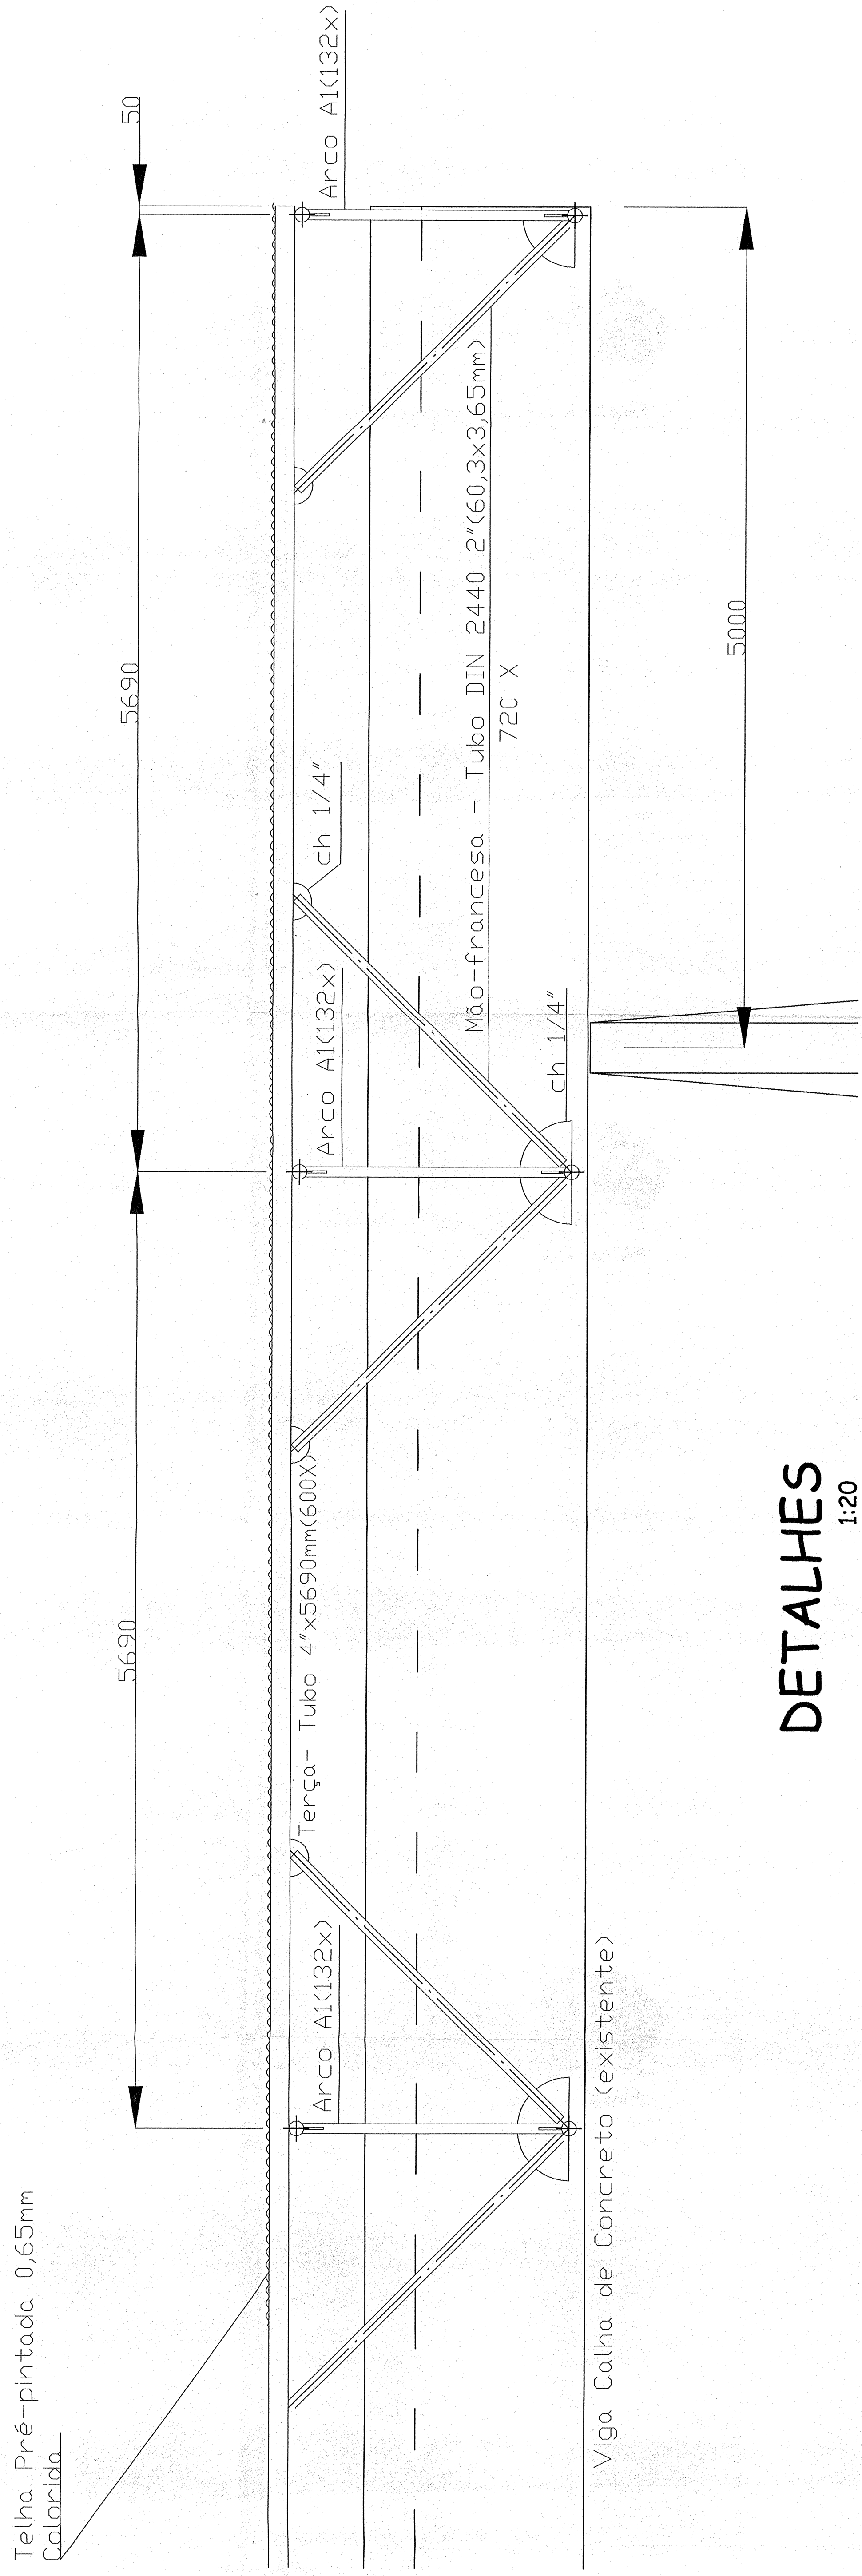 Telha Pré-pintada 0,65mm
Colorida
5690
5690
50
Arco A1(132x)
Terça- Tubo 4"x5690mm(600X)
Arco A1(132x)
ch 1/4"
Arco A1(132x)
Mão-francesa - Tubo DIN 2440 2"(60,3x3,65mm)
720 X
ch 1/4"
Viga Calha de Concreto (existente)
5000
DETALHES
1:20